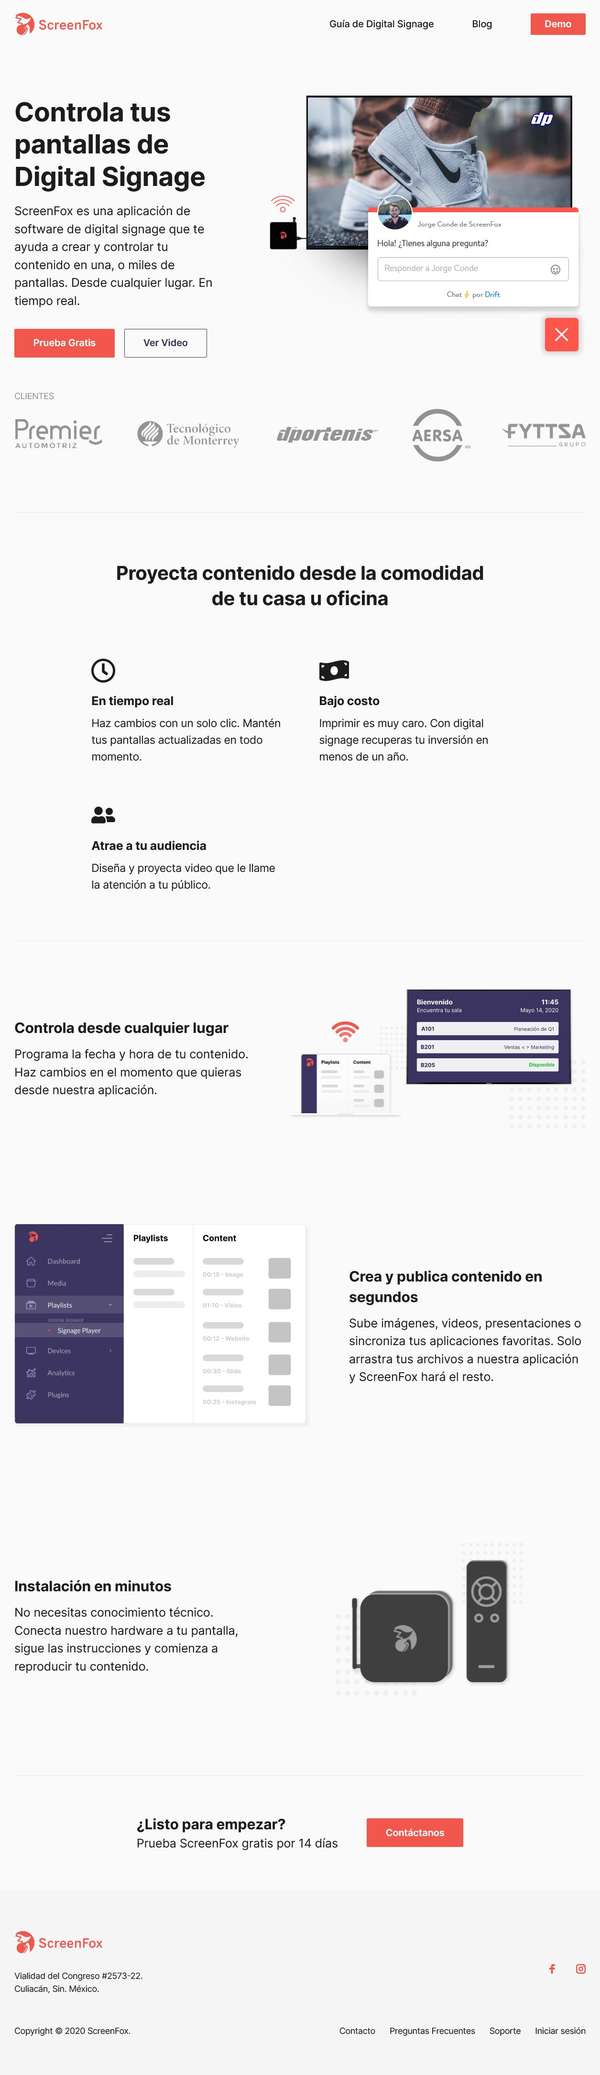 ScreenFox
Guía de Digital Signage
Blog
Demo
Controla tus
pantallas de
Digital Signage
ScreenFox es una aplicación de
software de digital signage que te
ayuda a crear y controlar tu
contenido en una, o miles de
pantallas. Desde cualquier lugar. En
tiempo real.
Prueba Gratis
Ver Video
dp
Jorge Conde de ScreenFox
Hola! ¿Tienes alguna pregunta?
Responder a Jorge Conde
Chat ⚡ por Drift
CLIENTES
Premier
AUTOMOTRIZ
Tecnológico
de Monterrey
dportenis
AERSA
FYTTSA
GRUPO
Proyecta contenido desde la comodidad
de tu casa u oficina
En tiempo real
Haz cambios con un solo clic. Mantén
tus pantallas actualizadas en todo
momento.
Bajo costo
Imprimir es muy caro. Con digital
signage recuperas tu inversión en
menos de un año.
Atrae a tu audiencia
Diseña y proyecta video que le llame
la atención a tu público.
Controla desde cualquier lugar
Programa la fecha y hora de tu contenido.
Haz cambios en el momento que quieras
desde nuestra aplicación.
Playlists
Content
Bienvenido
11:45
Encuentra tu sala
Mayo 14, 2020
A101
Planeación de Q1
B201
Ventas < > Marketing
B205
Disponible
Playlists
Content
Dashboard
Media
Playlists
Signage Player
Devices
Analytics
Plugins
00:15 - Image
01:10 - Video
00:12 - Website
00:30 - Slide
00:25 - Instagram
Crea y publica contenido en
segundos
Sube imágenes, videos, presentaciones o
sincroniza tus aplicaciones favoritas. Solo
arrastra tus archivos a nuestra aplicación
y ScreenFox hará el resto.
Instalación en minutos
No necesitas conocimiento técnico.
Conecta nuestro hardware a tu pantalla,
sigue las instrucciones y comienza a
reproducir tu contenido.
¿Listo para empezar?
Prueba ScreenFox gratis por 14 días
Contáctanos
ScreenFox
Vialidad del Congreso #2573-22.
Culiacán, Sin. México.
Copyright © 2020 ScreenFox.
Contacto
Preguntas Frecuentes
Soporte
Iniciar sesión